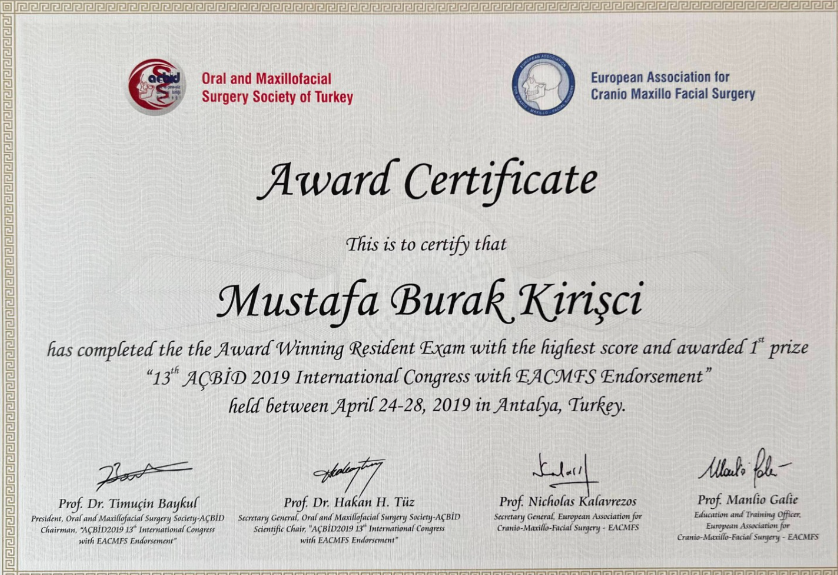 açbid
Oral and Maxillofacial
Surgery Society of Turkey
European Association for
Cranio Maxillo Facial Surgery
Award Certificate
This is to certify that
Mustafa Burak Kirişci
has completed the the Award Winning Resident Exam with the highest score and awarded 1st prize
“13th AÇBİD 2019 International Congress with EACMFS Endorsement”
held between April 24-28, 2019 in Antalya, Turkey.
Prof. Dr. Timuçin Baykul
President, Oral and Maxillofacial Surgery Society-AÇBİD
Chairman, “AÇBİD2019 13th International Congress
with EACMFS Endorsement”
Prof. Dr. Hakan H. Tüz
Secretary General, Oral and Maxillofacial Surgery Society-AÇBİD
Scientific Chair, “AÇBİD2019 13th International Congress
with EACMFS Endorsement”
Prof. Nicholas Kalavrezos
Secretary General, European Association for
Cranio-Maxillo-Facial Surgery - EACMFS
Prof. Manlio Galie
Education and Training Officer,
European Association for
Cranio-Maxillo-Facial Surgery - EACMFS